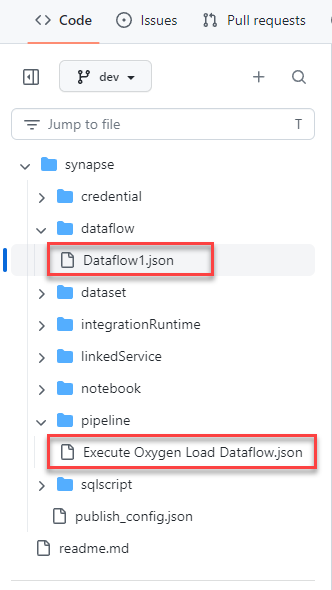 Code Issues Pull requests
dev
Jump to file T
synapse
credential
dataflow
Dataflow1.json
dataset
integrationRuntime
linkedService
notebook
pipeline
Execute Oxygen Load Dataflow.json
sqlscript
publish_config.json
readme.md